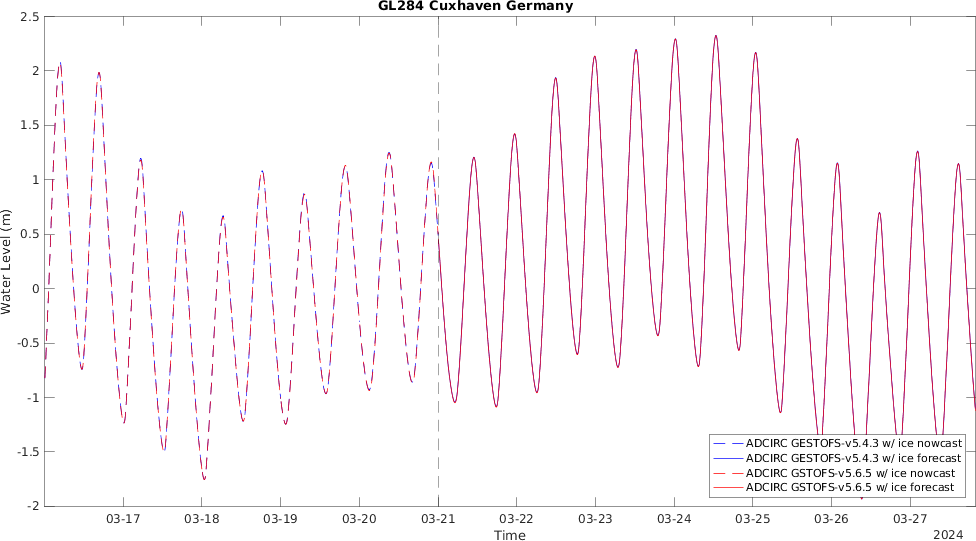 GL284 Cuxhaven Germany
2.5
2
1.5
1
0.5
0
-0.5
-1
-1.5
-2
Water Level (m)
ADCIRC GESTOFS-v5.4.3 w/ ice nowcast
ADCIRC GESTOFS-v5.4.3 w/ ice forecast
ADCIRC GSTOFS-v5.6.5 w/ ice nowcast
ADCIRC GSTOFS-v5.6.5 w/ ice forecast
03-17 03-18 03-19 03-20 03-21 03-22 03-23 03-24 03-25 03-26 03-27
Time
2024